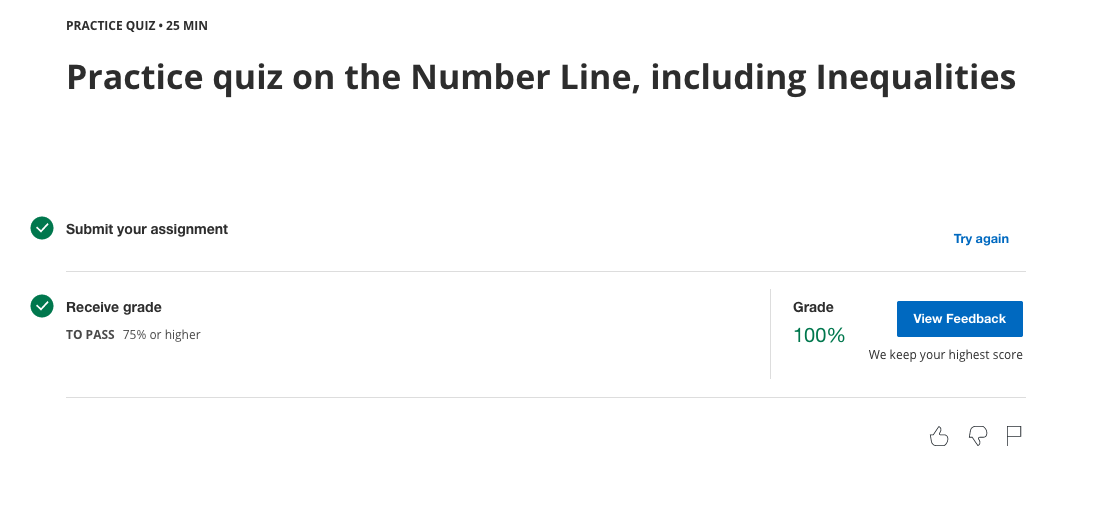 PRACTICE QUIZ • 25 MIN
Practice quiz on the Number Line, including Inequalities
Submit your assignment
Try again
Receive grade
TO PASS 75% or higher
Grade
100%
View Feedback
We keep your highest score